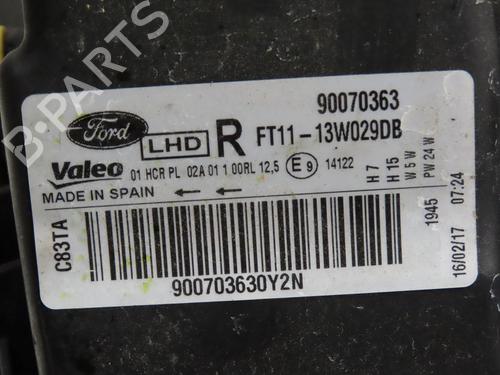 90070363
Ford LHD R FT11-13W029DB
Valeo 01 HCR PL 02A 01 1 00RL 12,5 E9 14122
MADE IN SPAIN
H 7
H 15
W 5 W
PW 24 W
1945
16/02/17 07:24
C83TA
900703630Y2N
B-PARTS